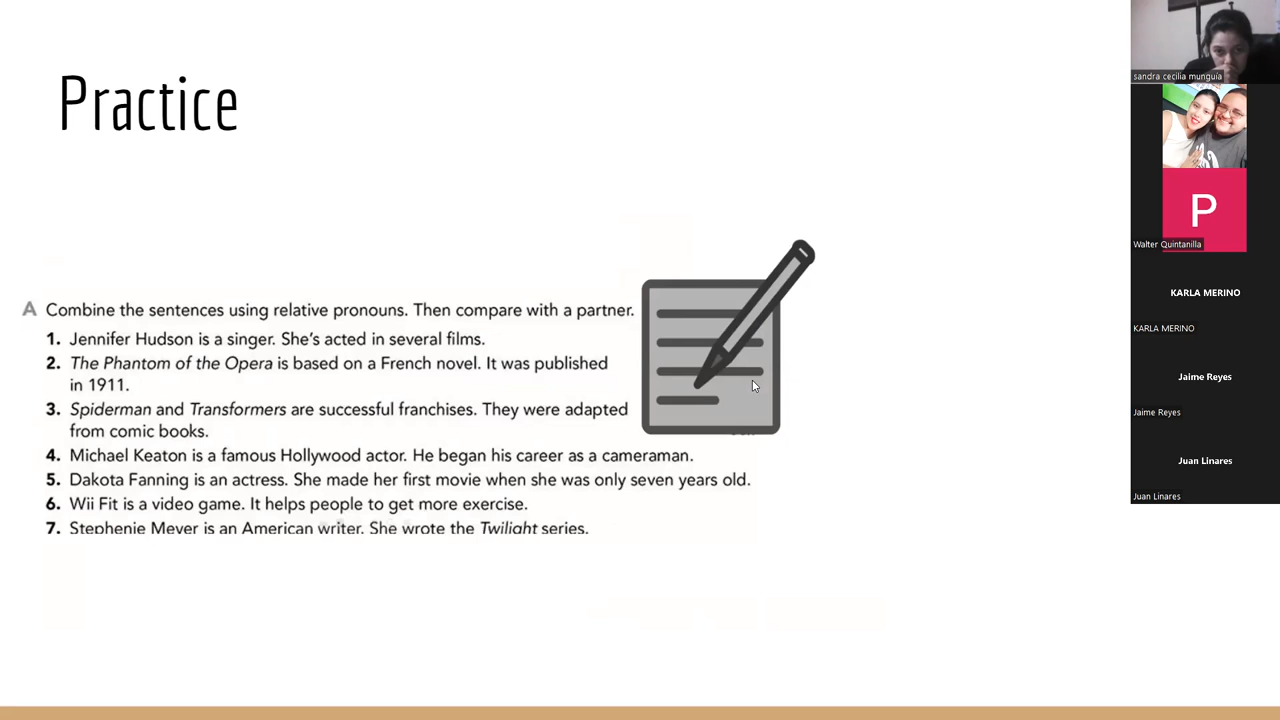 Practice
A Combine the sentences using relative pronouns. Then compare with a partner.
1. Jennifer Hudson is a singer. She's acted in several films.
2. The Phantom of the Opera is based on a French novel. It was published
in 1911.
3. Spiderman and Transformers are successful franchises. They were adapted
from comic books.
4. Michael Keaton is a famous Hollywood actor. He began his career as a cameraman.
5. Dakota Fanning is an actress. She made her first movie when she was only seven years old.
6. Wii Fit is a video game. It helps people to get more exercise.
7. Stephenie Meyer is an American writer. She wrote the Twilight series.
sandra cecilia munguia
P
Walter Quintanilla
KARLA MERINO
KARLA MERINO
Jaime Reyes
Jaime Reyes
Juan Linares
Juan Linares